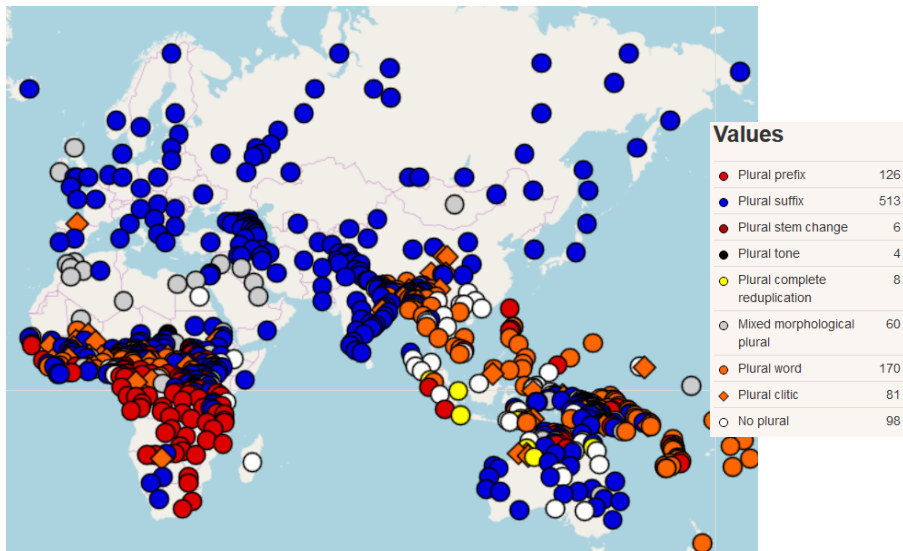 Values
Plural prefix 126
Plural suffix 513
Plural stem change 6
Plural tone 4
Plural complete 8
reduplication
Mixed morphological 60
plural
Plural word 170
Plural clitic 81
No plural 98